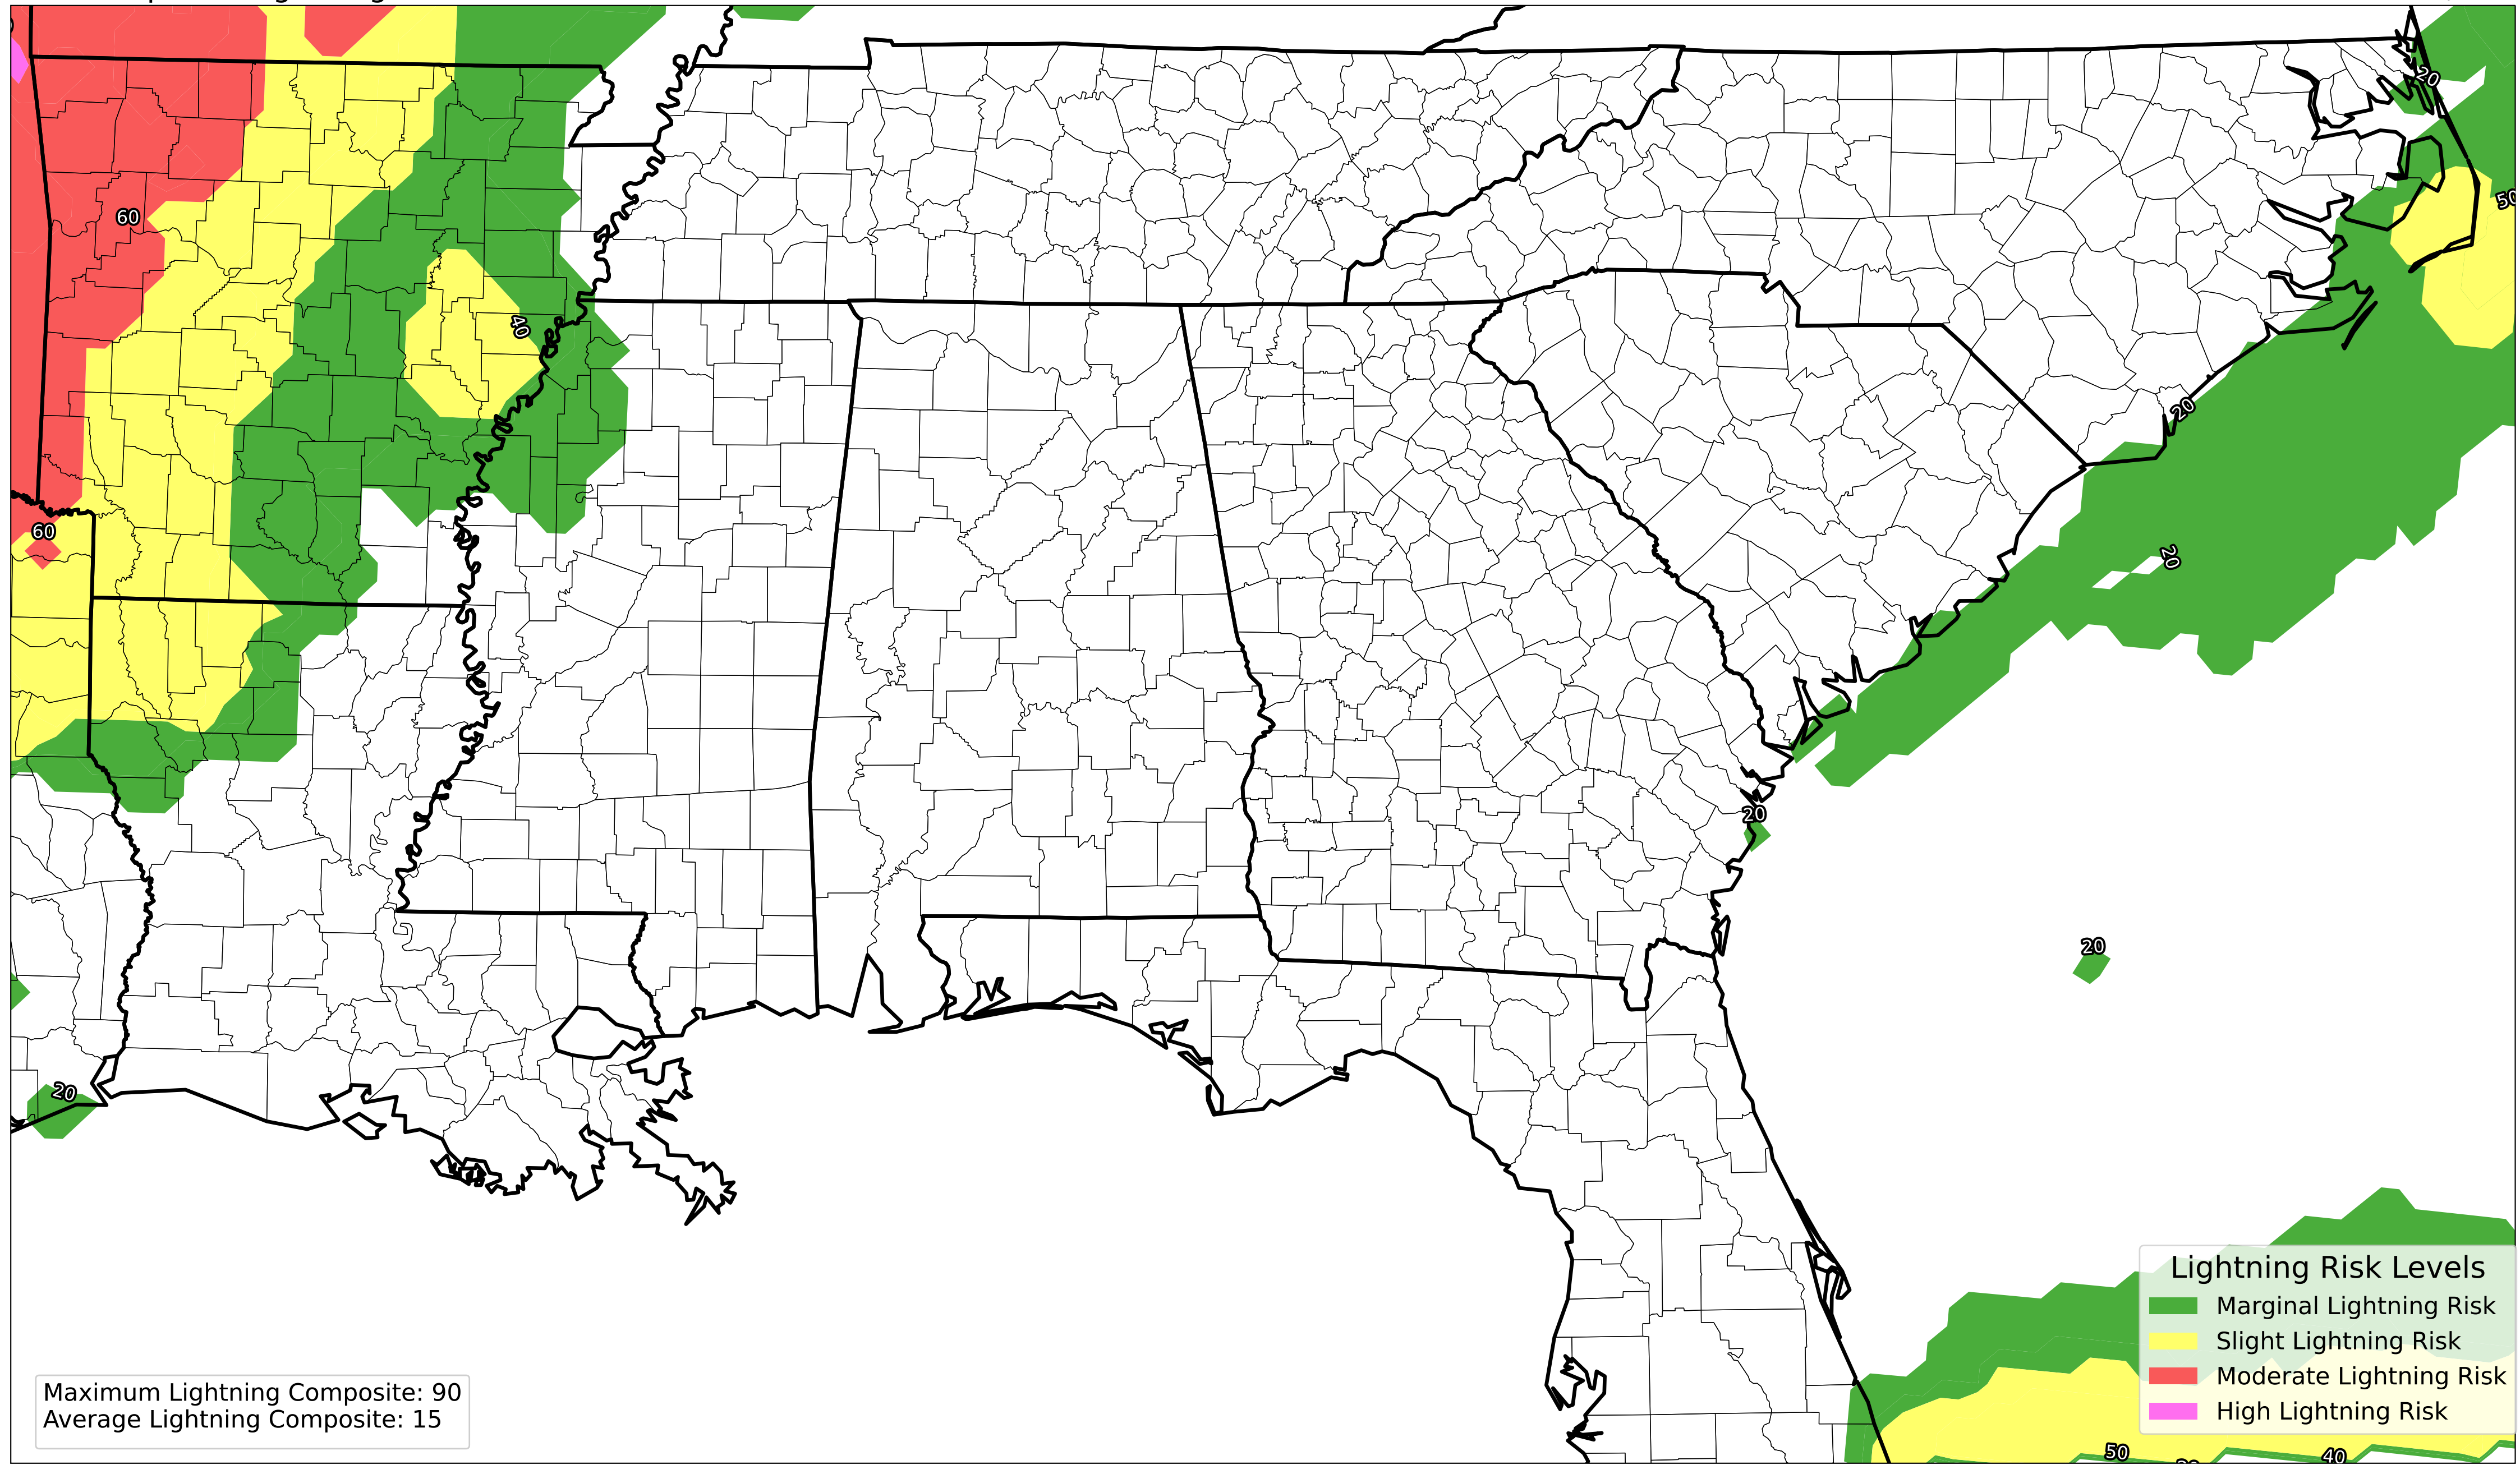 20
50
60
40
20
20
60
20
20
20
Lightning Risk Levels
Marginal Lightning Risk
Slight Lightning Risk
Moderate Lightning Risk
High Lightning Risk
Maximum Lightning Composite: 90
Average Lightning Composite: 15
50
40